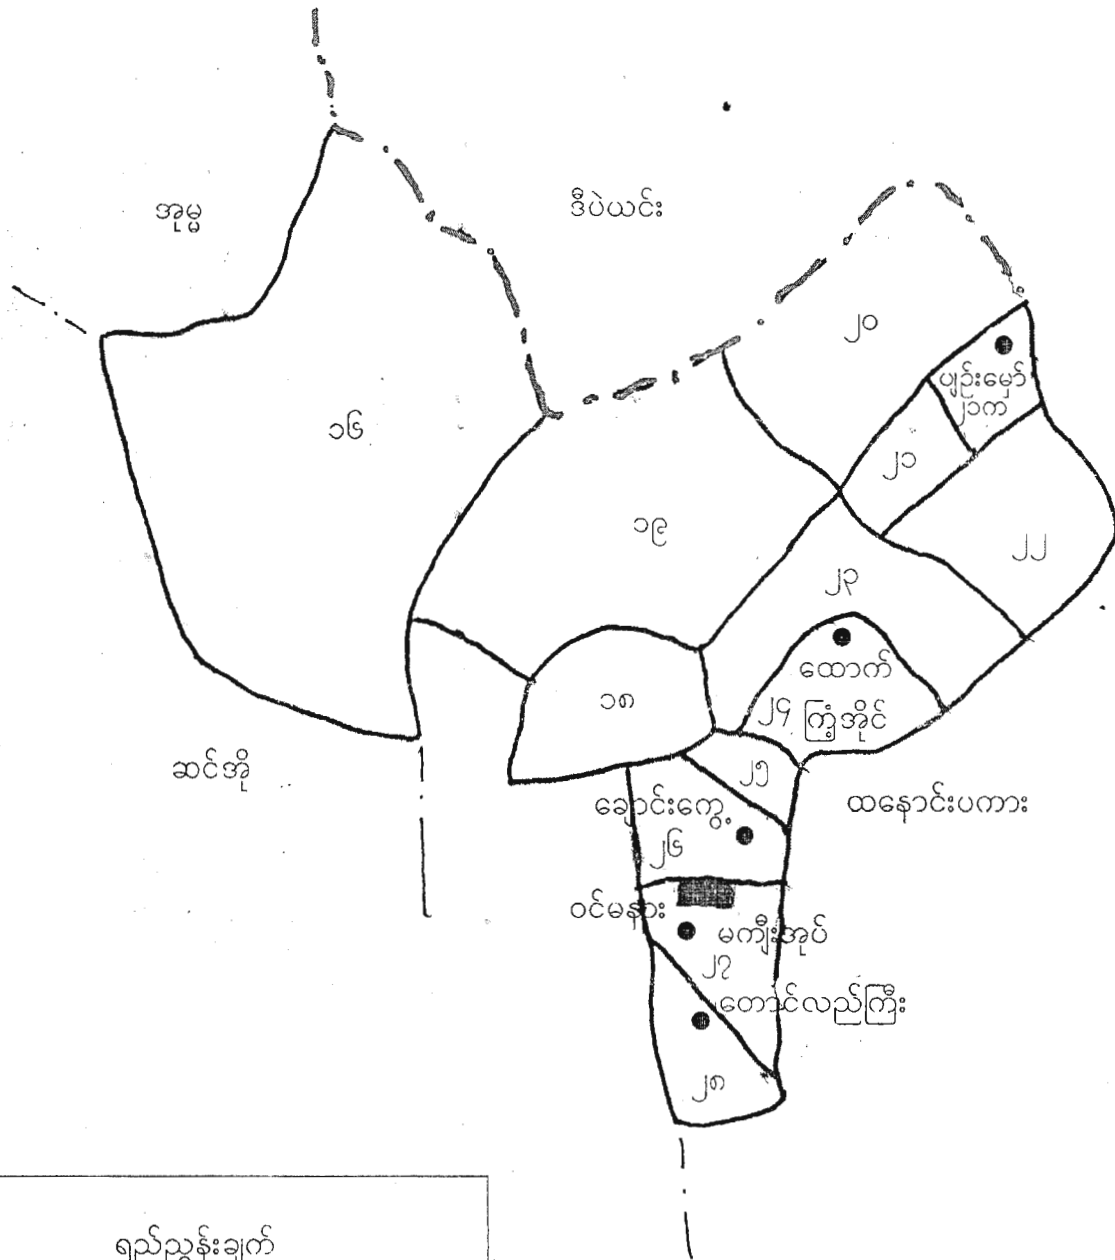 အုမ္မ
ဒီပဲယင်း
၂၀
ပျဉ်းမှော်
၂၁က
၁၆
၂၁
၁၉
၂၂
၂၃
ထောက်
၁၈
၂၄ ကြံ့အိုင်
ဆင်အို
၂၅
ချောင်းကွေ့
ထနောင်းပကား
၂၆
ဝင်မနား
မကျီးအုပ်
၂၇
တောင်လည်ကြီး
၂၈
ရည်ညွှန်းချက်